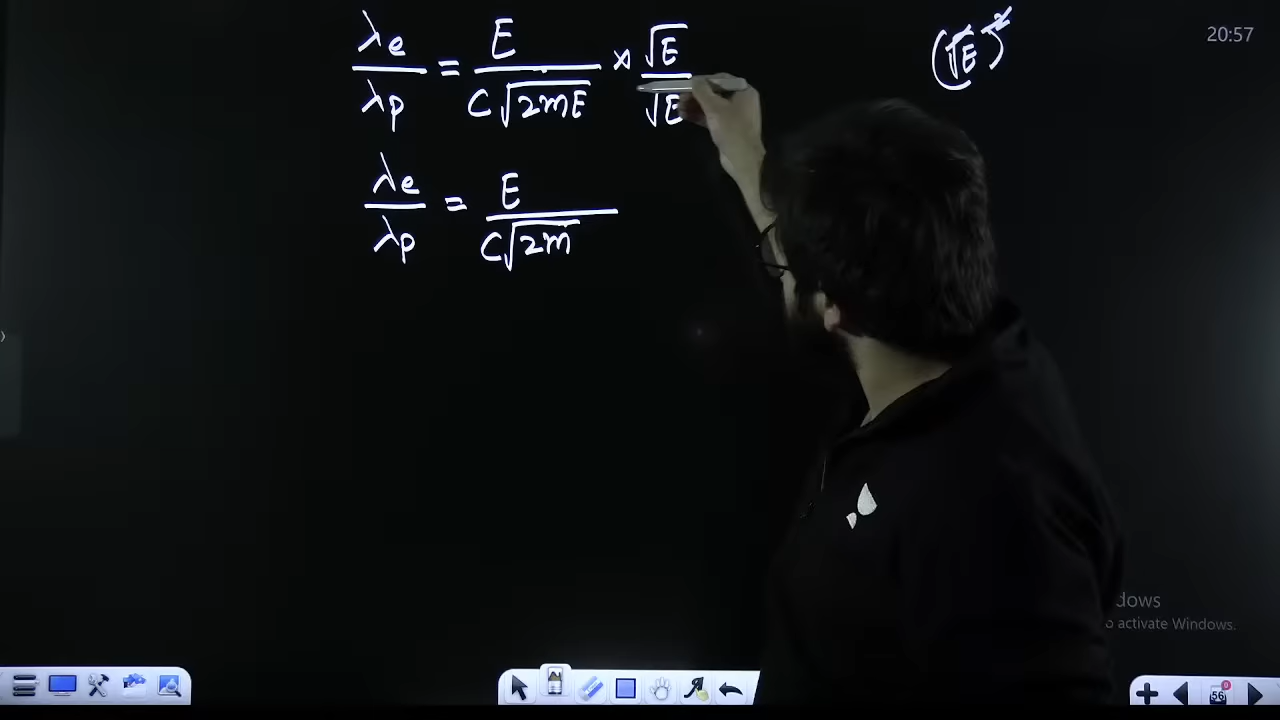 λe/λp = E/(C√2mE) × √E/√E
(√E)²
20:57
λe/λp = E/(C√2m)
dows
o activate Windows.
56